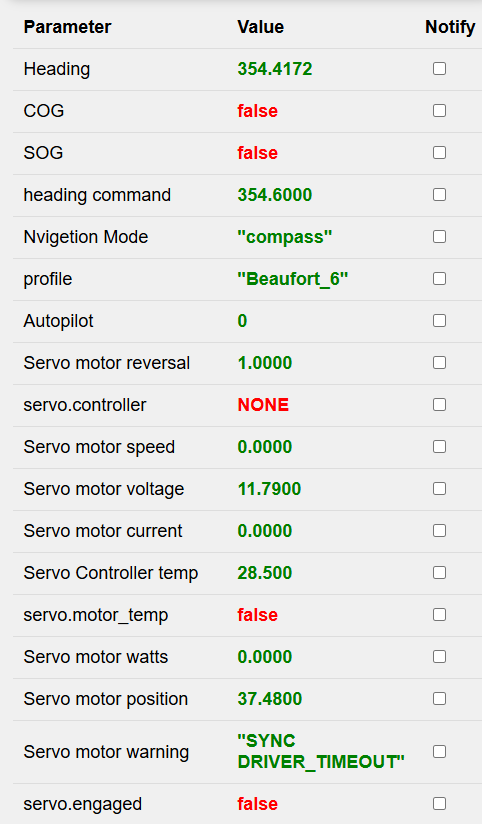 Parameter Value Notify
Heading 354.4172
COG false
SOG false
heading command 354.6000
Nvigetion Mode "compass"
profile "Beaufort_6"
Autopilot 0
Servo motor reversal 1.0000
servo.controller NONE
Servo motor speed 0.0000
Servo motor voltage 11.7900
Servo motor current 0.0000
Servo Controller temp 28.500
servo.motor_temp false
Servo motor watts 0.0000
Servo motor position 37.4800
Servo motor warning "SYNC
DRIVER_TIMEOUT"
servo.engaged false